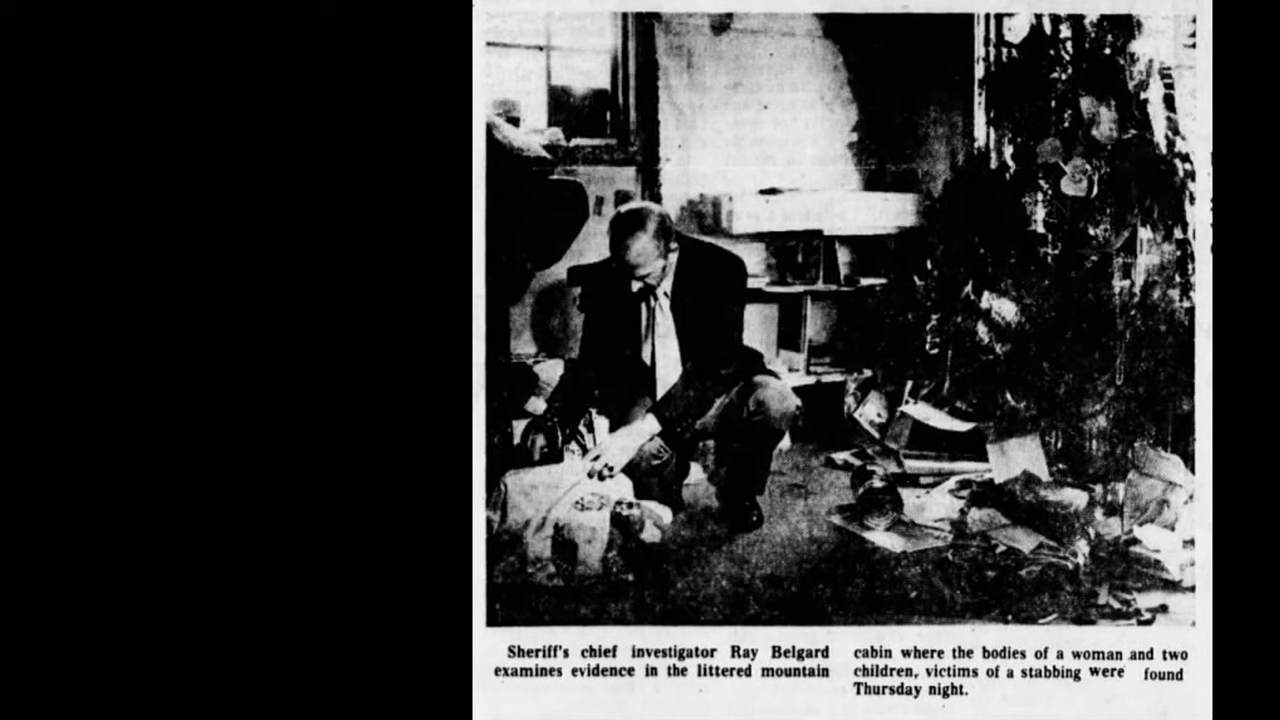 Sheriff's chief investigator Ray Belgard
examines evidence in the littered mountain
cabin where the bodies of a woman and two
children, victims of a stabbing were found
Thursday night.